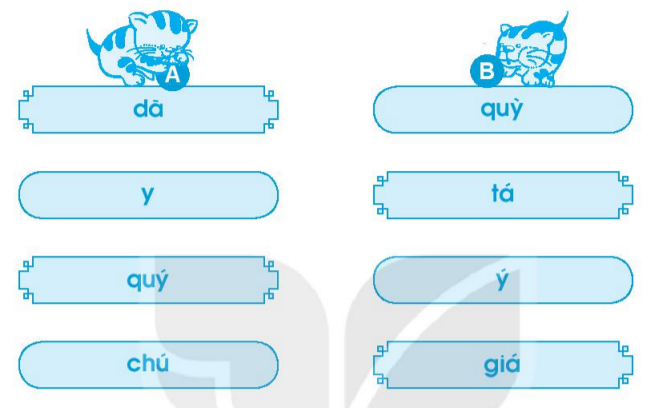 A B
dã quỳ
y tá
quý ý
chú giá